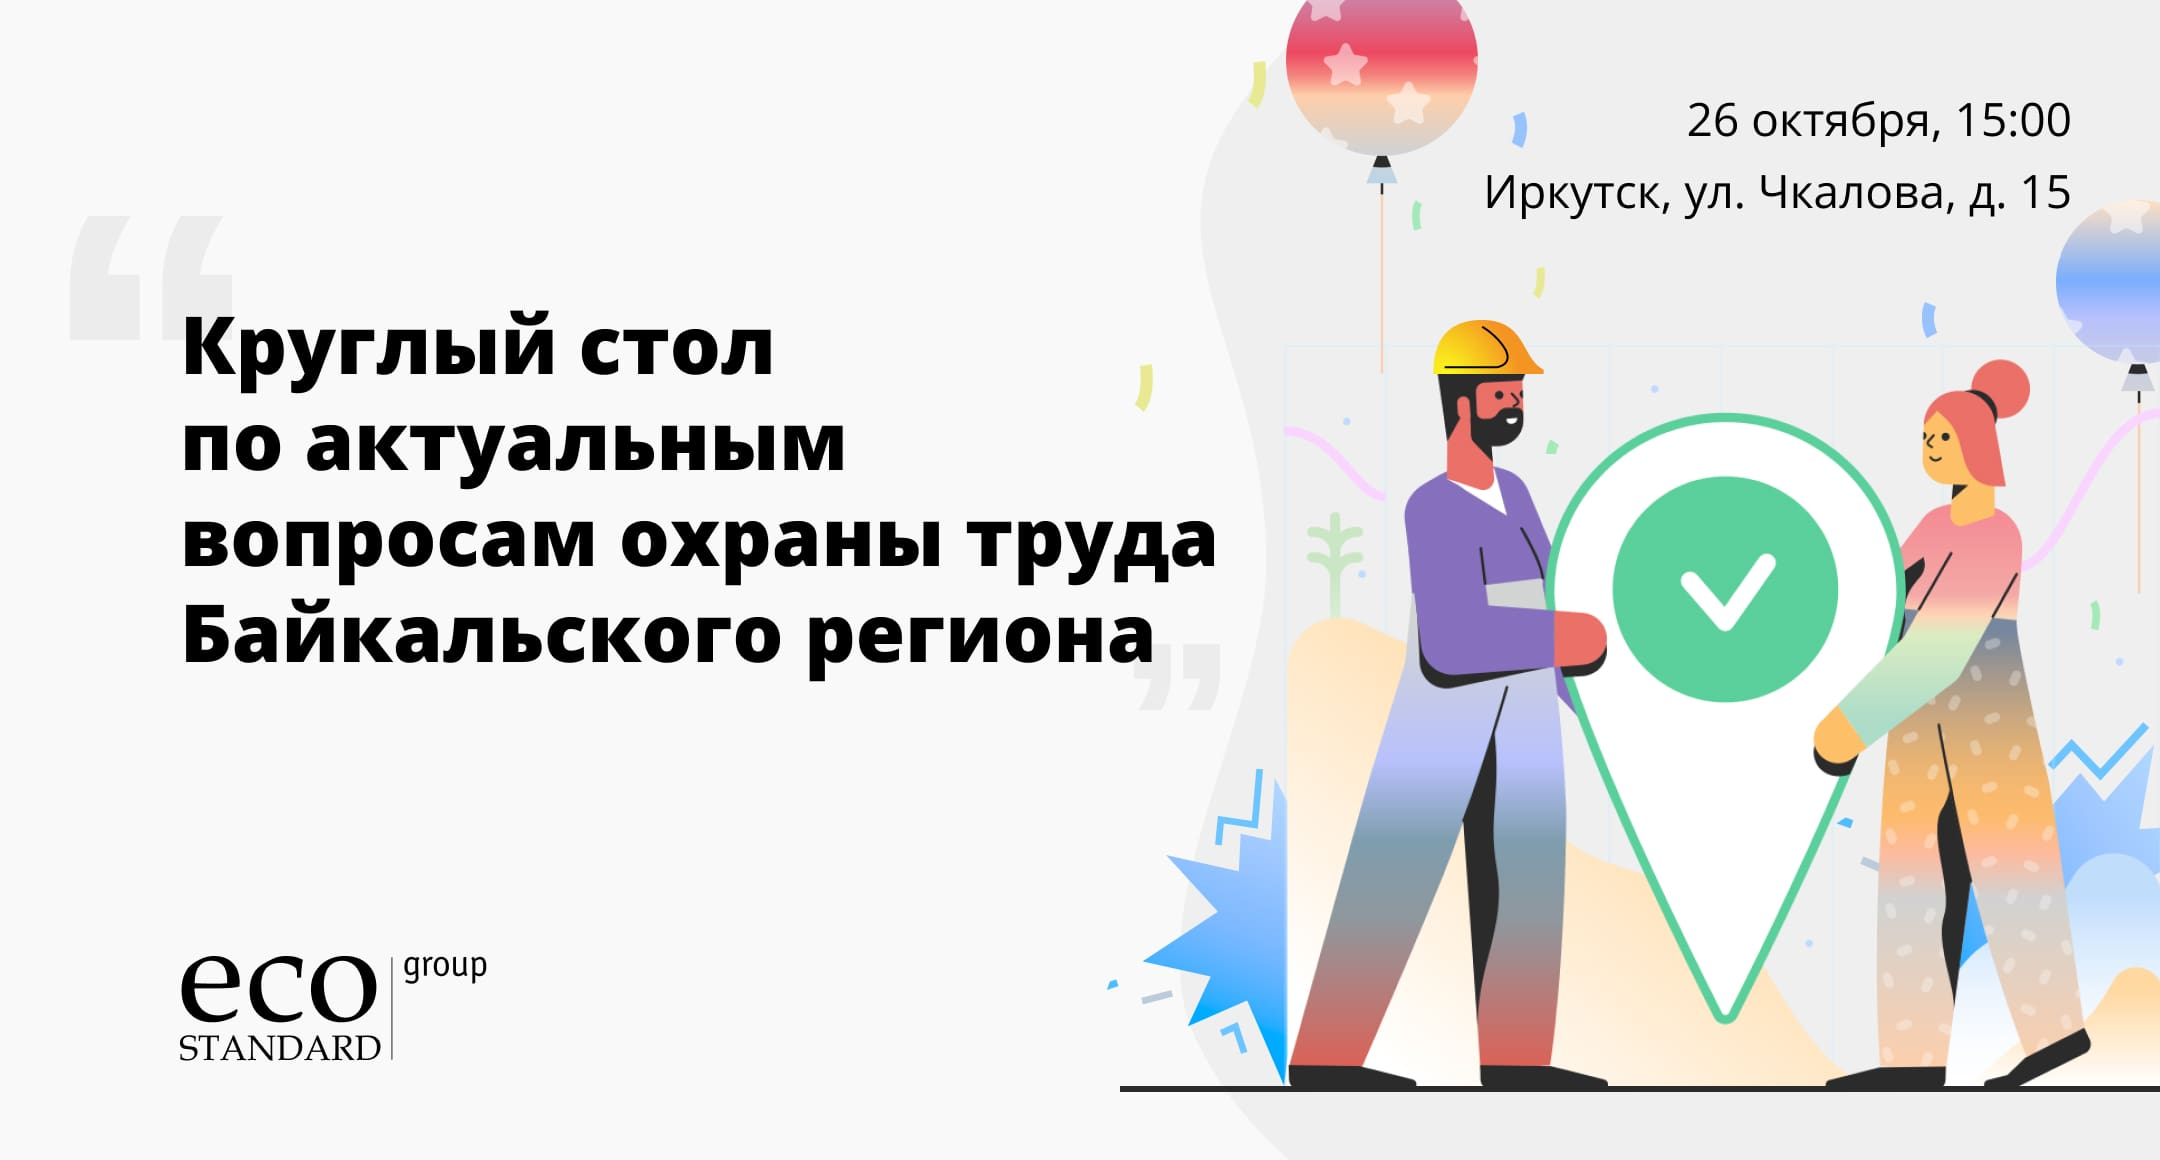 26 октября, 15:00
Иркутск, ул. Чкалова, д. 15
“
Круглый стол
по актуальным
вопросам охраны труда
Байкальского региона
”
eco group
STANDARD